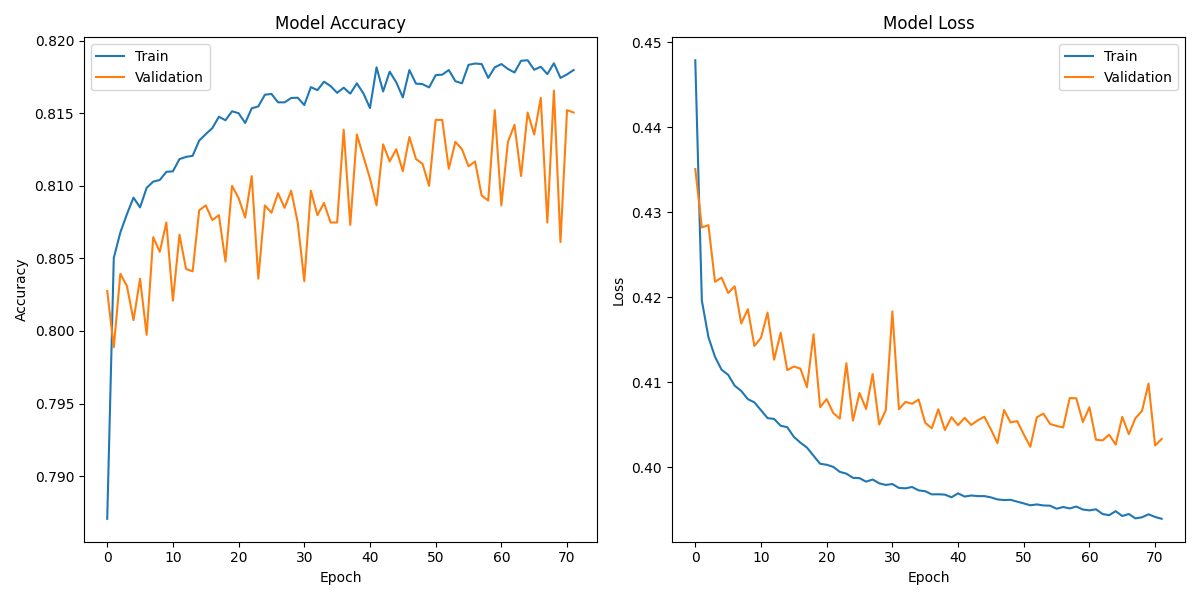 Model Accuracy
0.820
0.815
0.810
0.805
0.800
0.795
0.790
Accuracy
0 10 20 30 40 50 60 70
Epoch
Train
Validation
Model Loss
0.45
0.44
0.43
0.42
0.41
0.40
Loss
0 10 20 30 40 50 60 70
Epoch
Train
Validation